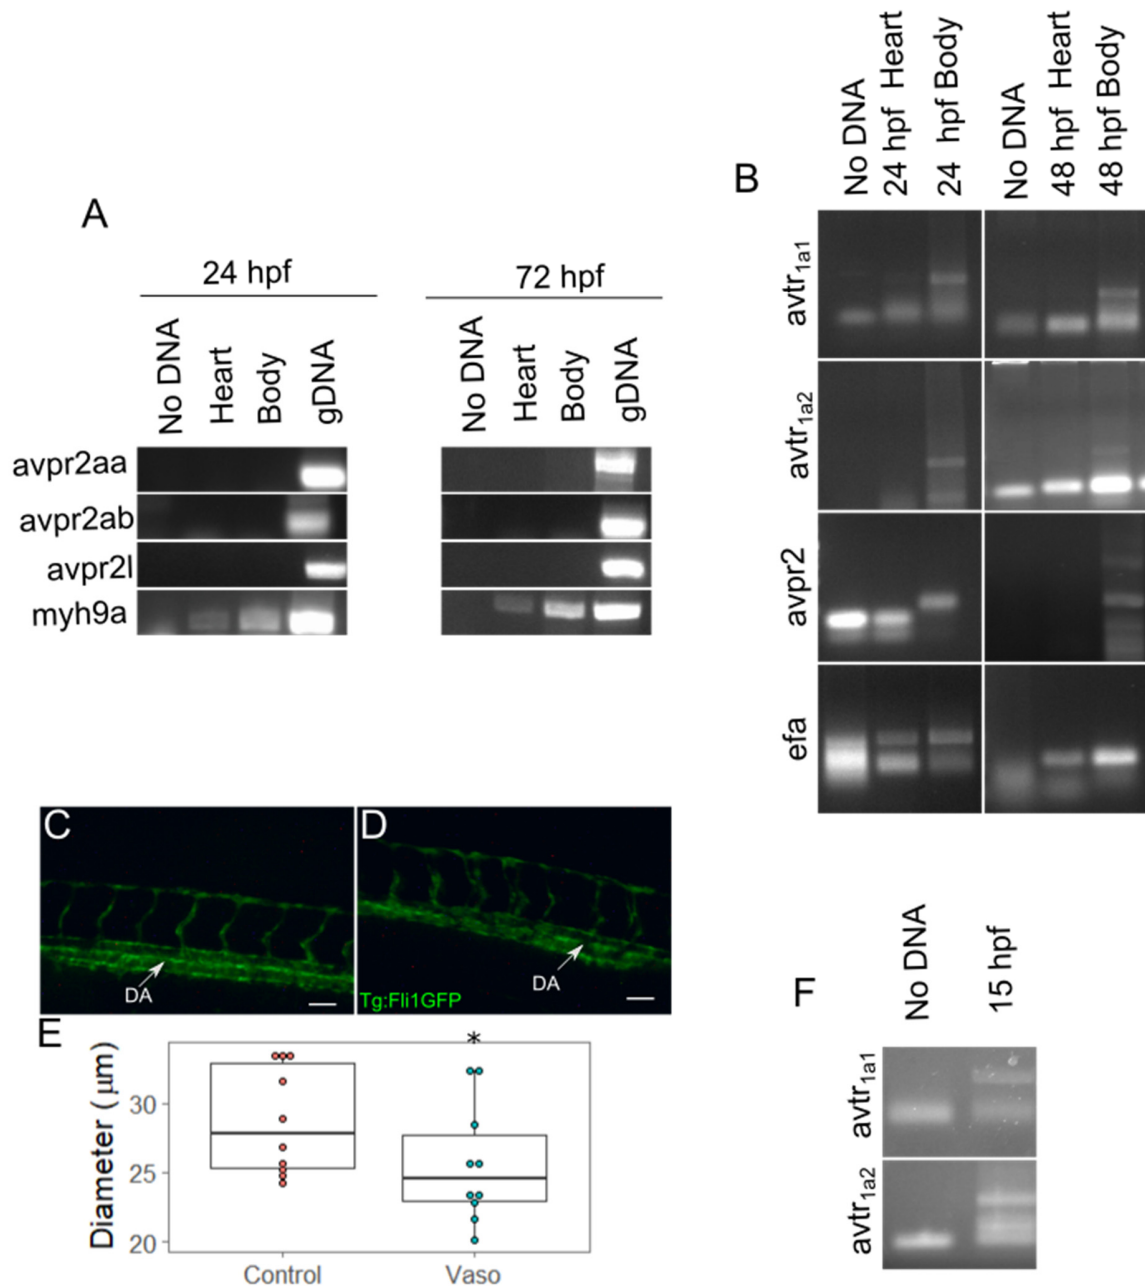 A
24 hpf
72 hpf
No DNA
Heart
Body
gDNA
No DNA
Heart
Body
gDNA
avpr2aa
avpr2ab
avpr2l
myh9a
B
No DNA
24 hpf Heart
24 hpf Body
No DNA
48 hpf Heart
48 hpf Body
avtr1a1
avtr1a2
avpr2
efa
C
DA
D
DA
Tg:Fli1GFP
E
*
Diameter (μm)
30
25
20
Control
Vaso
F
No DNA
15 hpf
avtr1a1
avtr1a2